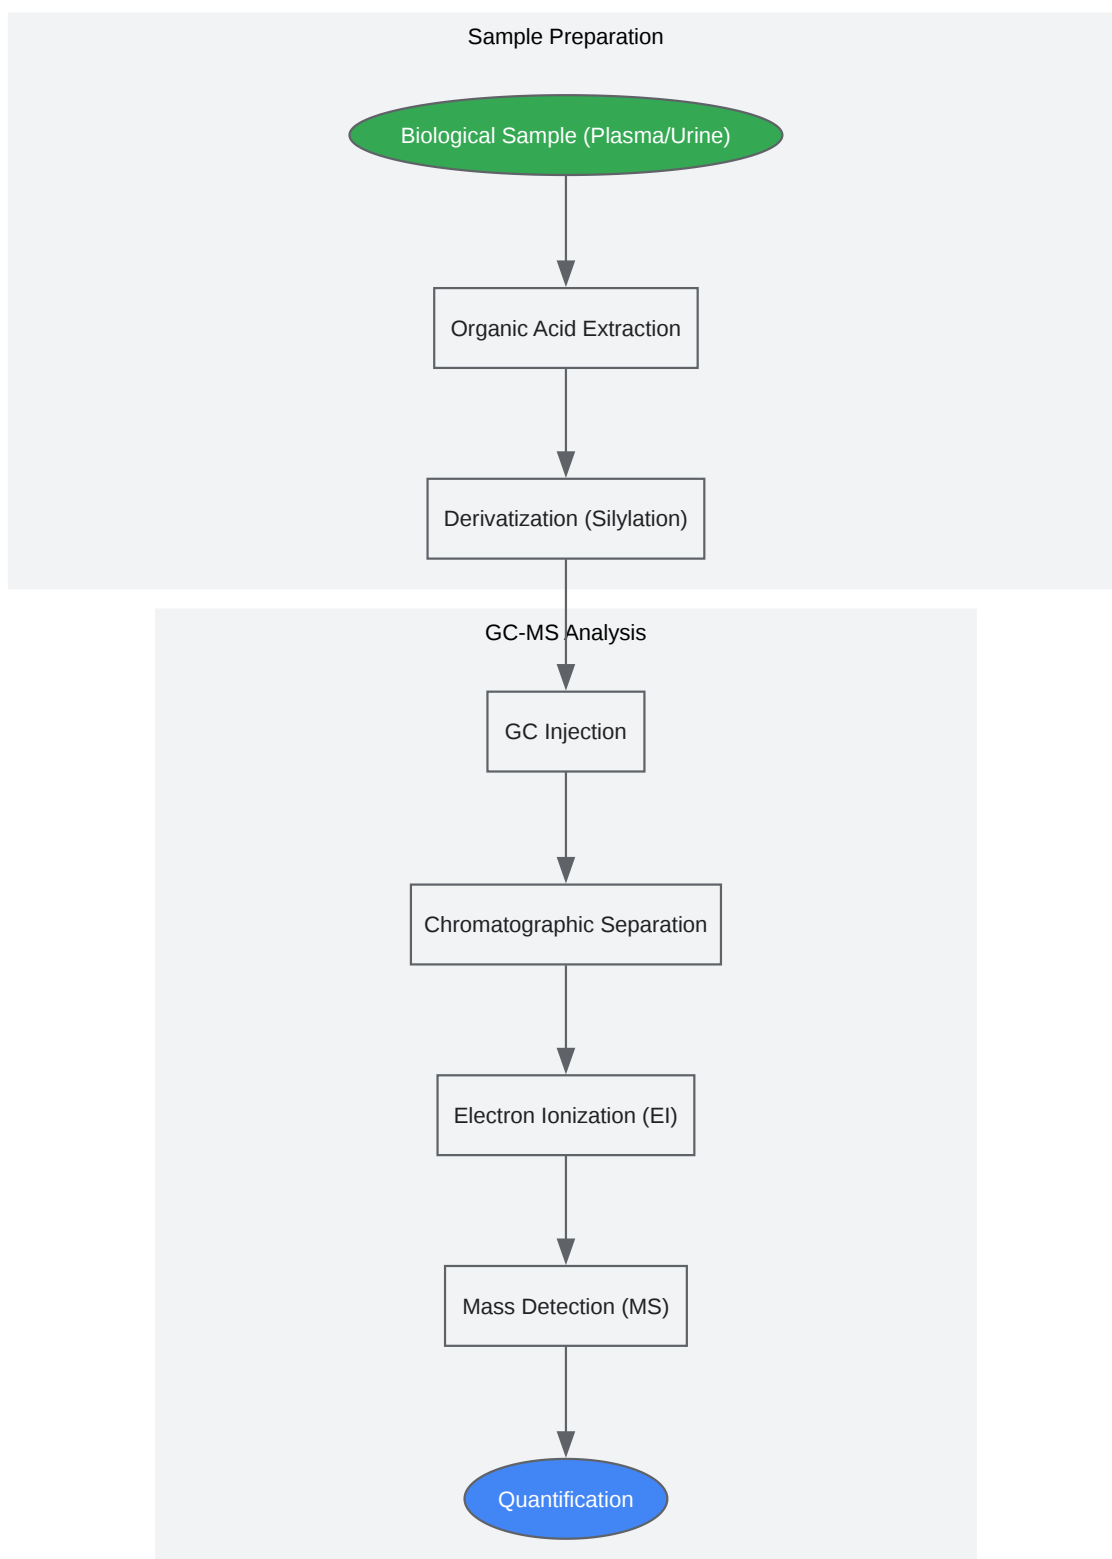 Sample Preparation
Biological Sample (Plasma/Urine)
Organic Acid Extraction
Derivatization (Silylation)
GC-MS Analysis
GC Injection
Chromatographic Separation
Electron Ionization (EI)
Mass Detection (MS)
Quantification